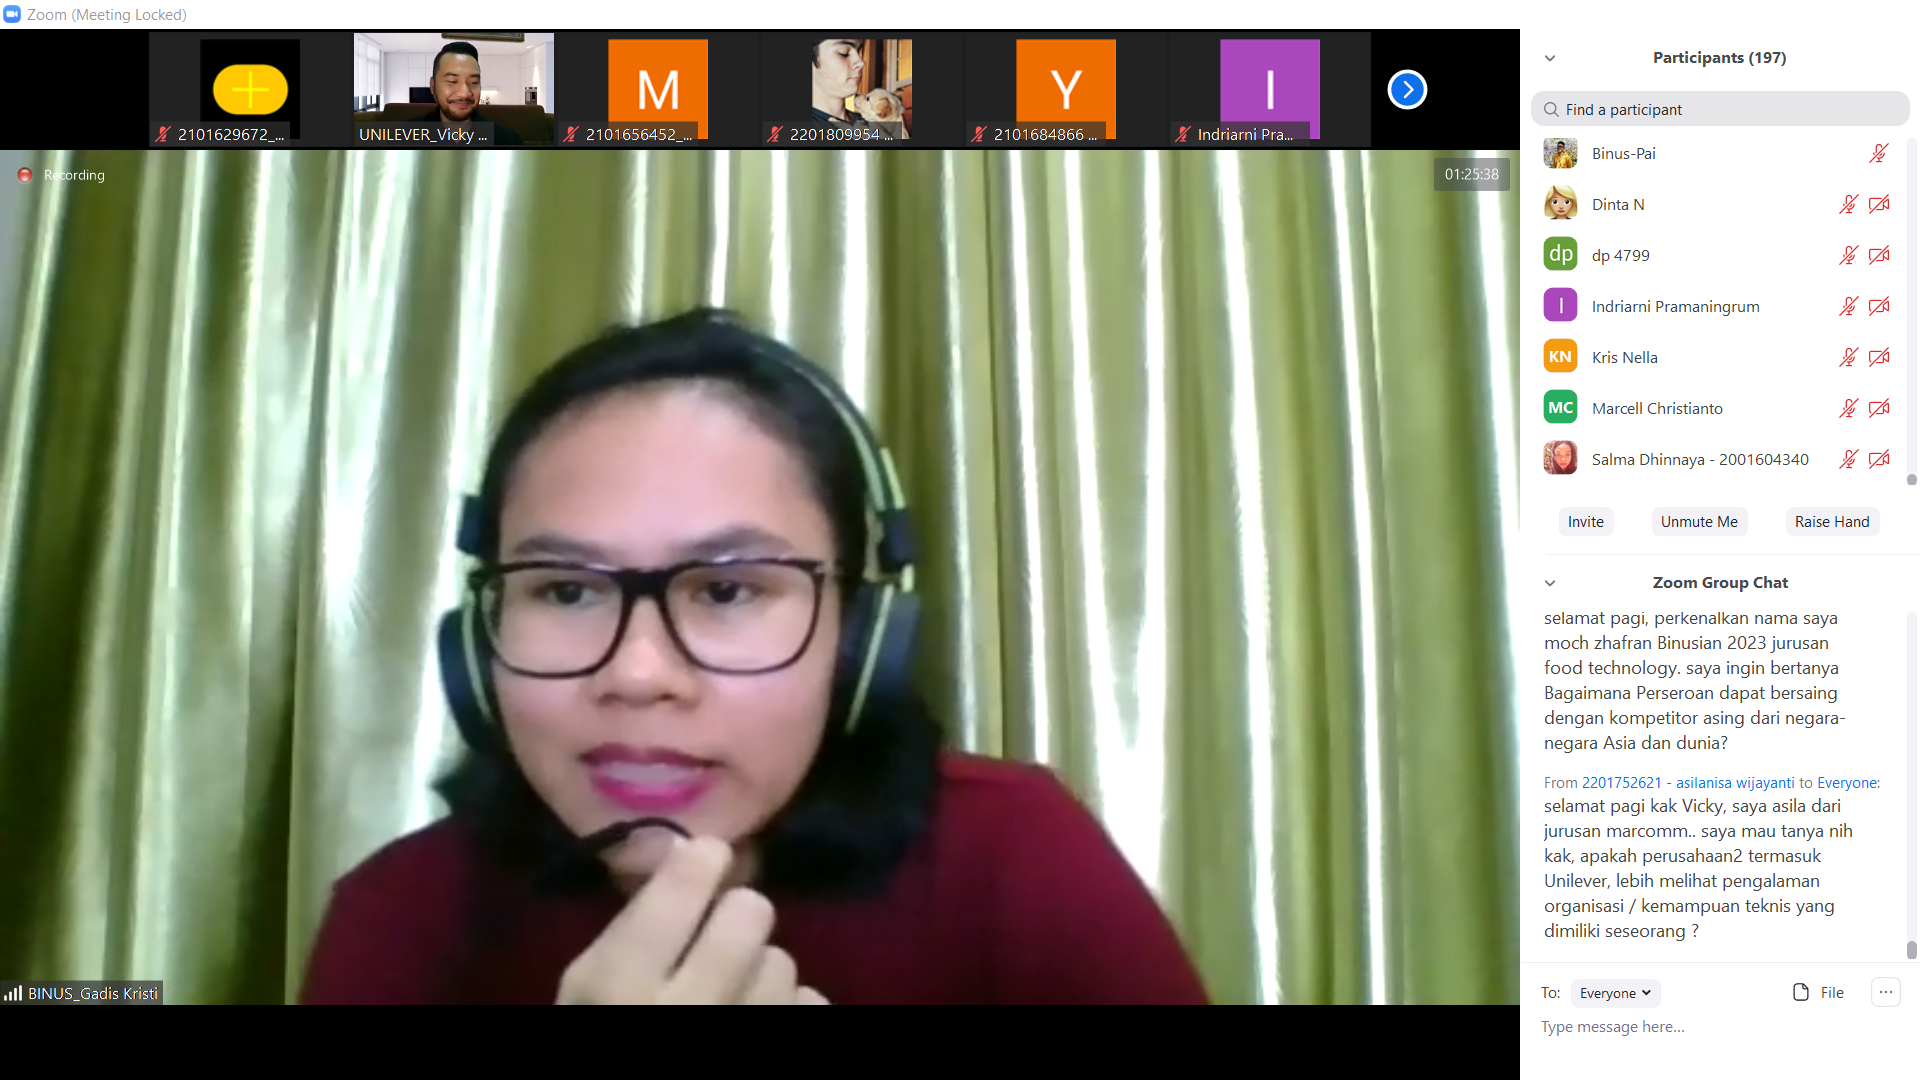 Zoom (Meeting Locked)
2101629672_...
UNILEVER_Vicky ...
M
2101656452_...
2201809954 ...
Y
2101684866 ...
I
Indriarni Pra...
Recording
01:25:38
BINUS_Gadis Kristi
Participants (197)
Find a participant
Binus-Pai
Dinta N
dp dp 4799
I Indriarni Pramaningrum
KN Kris Nella
MC Marcell Christianto
Salma Dhinnaya - 2001604340
Invite Unmute Me Raise Hand
Zoom Group Chat
selamat pagi, perkenalkan nama saya
moch zhafran Binusian 2023 jurusan
food technology. saya ingin bertanya
Bagaimana Perseroan dapat bersaing
dengan kompetitor asing dari negara-
negara Asia dan dunia?
From 2201752621 - asilanisa wijayanti to Everyone:
selamat pagi kak Vicky, saya asila dari
jurusan marcomm.. saya mau tanya nih
kak, apakah perusahaan2 termasuk
Unilever, lebih melihat pengalaman
organisasi / kemampuan teknis yang
dimiliki seseorang ?
To: Everyone File ...
Type message here...